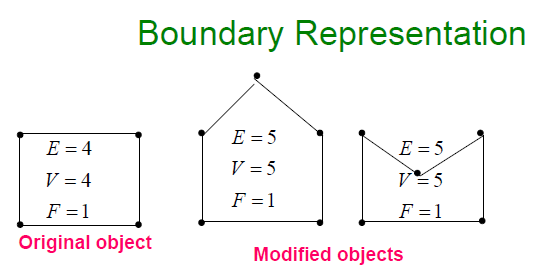 Boundary Representation
E = 4
V = 4
F = 1
Original object
E = 5
V = 5
F = 1
E = 5
V = 5
F = 1
Modified objects